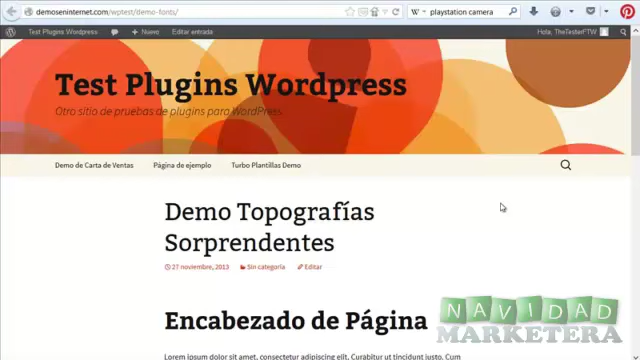 demoseninternet.com/wptest/demo-fonts/
playstation camera
Test Plugins Wordpress
Nuevo
Editar entrada
Hola, TheTesterFTW
Test Plugins Wordpress
Otro sitio de pruebas de plugins para WordPress
Demo de Carta de Ventas
Página de ejemplo
Turbo Plantillas Demo
Demo Topografías
Sorprendentes
27 noviembre, 2013
Sin categoría
Editar
Encabezado de Página
Lorem ipsum dolor sit amet, consectetur adipiscing elit. Curabitur ut tincidunt justo. Cum
NAVIDAD
MARKETERA